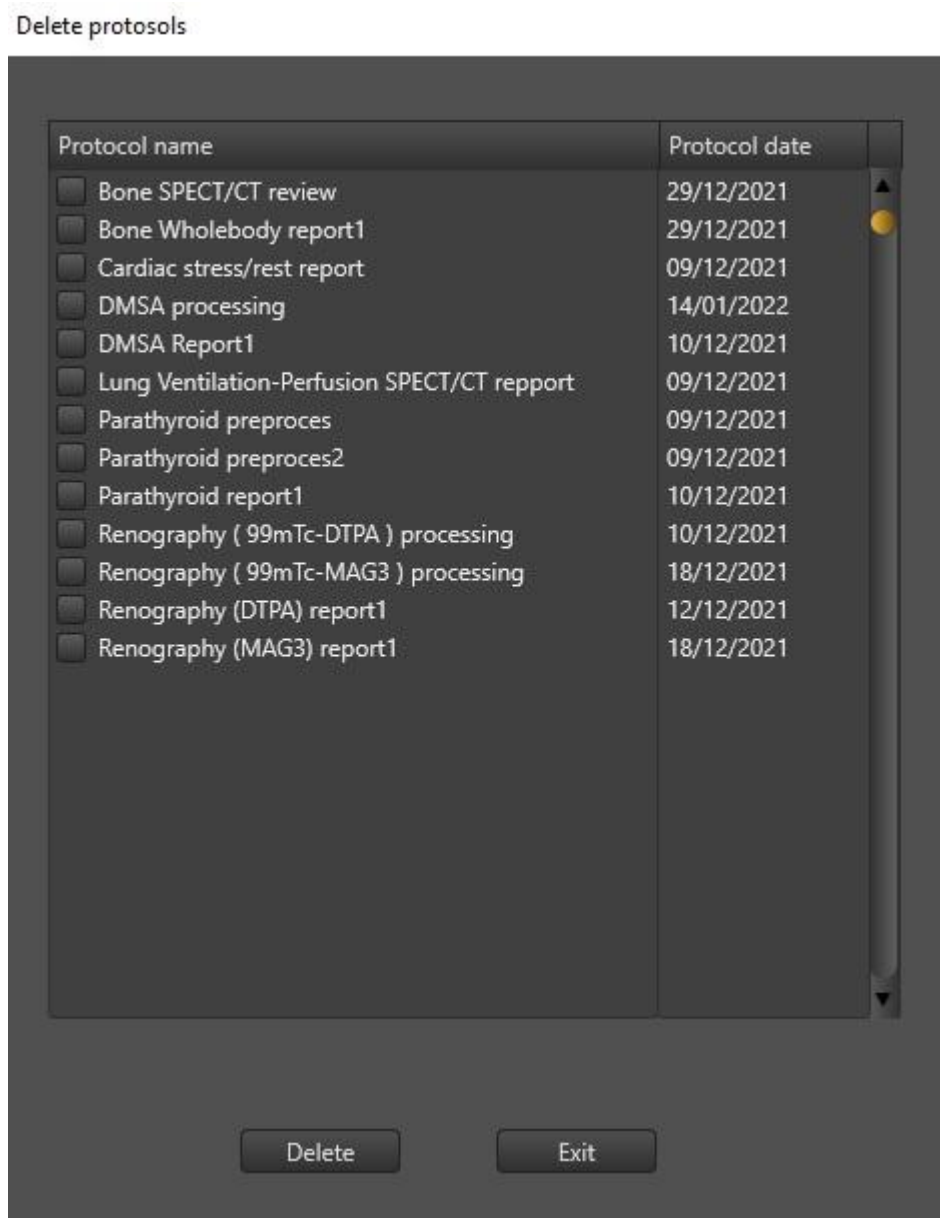 Delete protosols
Protocol name Protocol date
Bone SPECT/CT review 29/12/2021
Bone Wholebody report1 29/12/2021
Cardiac stress/rest report 09/12/2021
DMSA processing 14/01/2022
DMSA Report1 10/12/2021
Lung Ventilation-Perfusion SPECT/CT repport 09/12/2021
Parathyroid preproces 09/12/2021
Parathyroid preproces2 09/12/2021
Parathyroid report1 10/12/2021
Renography ( 99mTc-DTPA ) processing 10/12/2021
Renography ( 99mTc-MAG3 ) processing 18/12/2021
Renography (DTPA) report1 12/12/2021
Renography (MAG3) report1 18/12/2021
Delete Exit